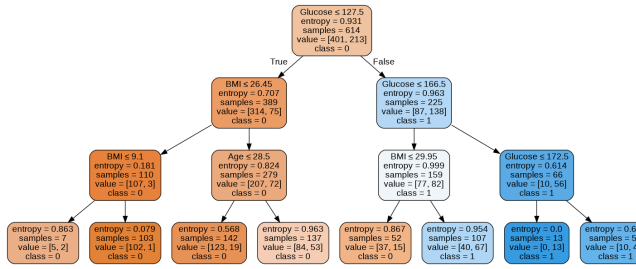 Glucose ≤ 127.5
entropy = 0.931
samples = 614
value = [401, 213]
class = 0
True
False
BMI ≤ 26.45
entropy = 0.707
samples = 389
value = [314, 75]
class = 0
Glucose ≤ 166.5
entropy = 0.963
samples = 225
value = [87, 138]
class = 1
BMI ≤ 9.1
entropy = 0.181
samples = 110
value = [107, 3]
class = 0
Age ≤ 28.5
entropy = 0.824
samples = 279
value = [207, 72]
class = 0
BMI ≤ 29.95
entropy = 0.999
samples = 159
value = [77, 82]
class = 1
Glucose ≤ 172.5
entropy = 0.614
samples = 66
value = [10, 56]
class = 1
entropy = 0.863
samples = 7
value = [5, 2]
class = 0
entropy = 0.079
samples = 103
value = [102, 1]
class = 0
entropy = 0.568
samples = 142
value = [123, 19]
class = 0
entropy = 0.963
samples = 137
value = [84, 53]
class = 0
entropy = 0.867
samples = 52
value = [37, 15]
class = 0
entropy = 0.954
samples = 107
value = [40, 67]
class = 1
entropy = 0.0
samples = 13
value = [0, 13]
class = 1
entropy = 0.6
samples = 5
value = [10, 4
class = 1